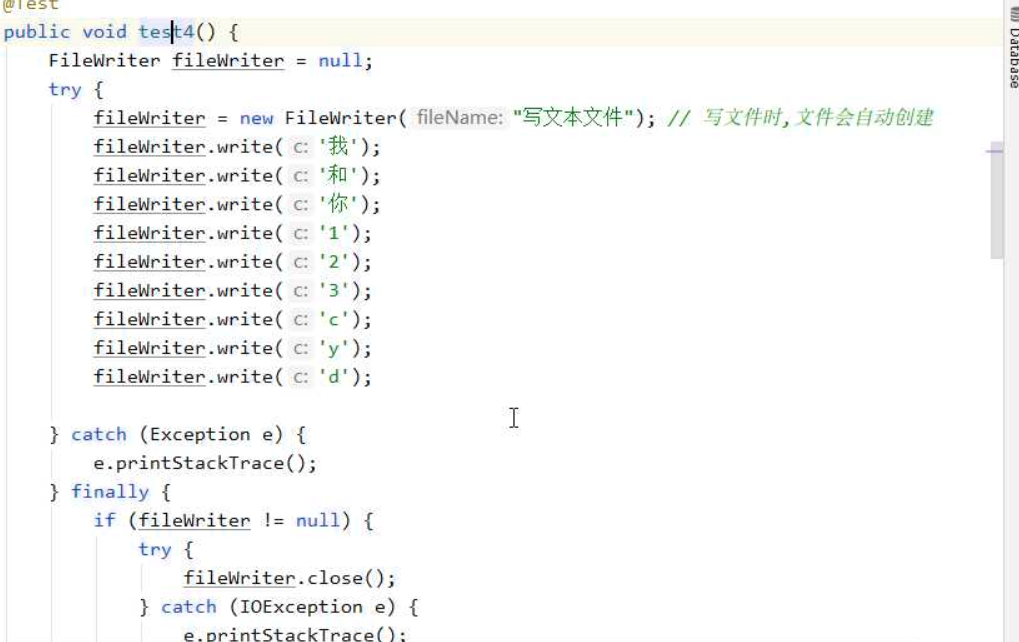 @Test
public void test4() {
FileWriter fileWriter = null;
try {
fileWriter = new FileWriter( fileName: "写文本文件"); // 写文件时,文件会自动创建
fileWriter.write( c: '我');
fileWriter.write( c: '和');
fileWriter.write( c: '你');
fileWriter.write( c: '1');
fileWriter.write( c: '2');
fileWriter.write( c: '3');
fileWriter.write( c: 'c');
fileWriter.write( c: 'y');
fileWriter.write( c: 'd');
} catch (Exception e) {
e.printStackTrace();
} finally {
if (fileWriter != null) {
try {
fileWriter.close();
} catch (IOException e) {
e.printStackTrace();
Database